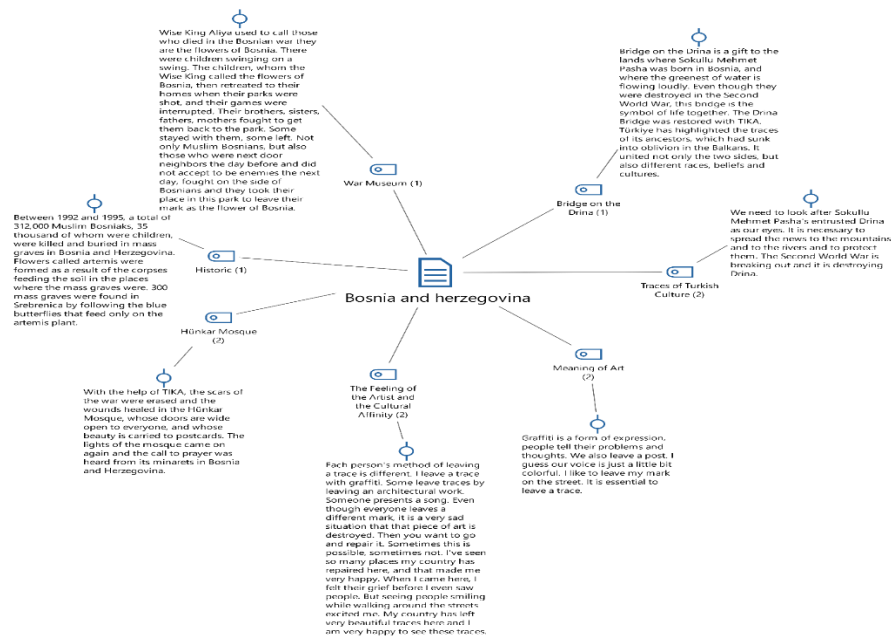 Wise King Aliya used to call those
who died in the Bosnian war they
are the flowers of Bosnia. There
were children swinging on a
swing. The children, whom the
Wise King called the flowers of
Bosnia, then retreated to their
homes when their parks were
shot, and their games were
interrupted. Their brothers, sisters,
fathers, mothers fought to get
them back to the park. Some
stayed with them, some left. Not
only Muslim Bosnians, but also
those who were next door
neighbors the day before and did
not accept to be enemies the next
day, fought on the side of
Bosnians and they took their
place in this park to leave their
mark as the flower of Bosnia.
War Museum (1)
Bridge on the Drina is a gift to the
lands where Sokullu Mehmet
Pasha was born in Bosnia, and
where the greenest of water is
flowing loudly. Even though they
were destroyed in the Second
World War, this bridge is the
symbol of life together. The Drina
Bridge was restored with TIKA.
Türkiye has highlighted the traces
of its ancestors, which had sunk
into oblivion in the Balkans. It
united not only the two sides, but
also different races, beliefs and
cultures.
Bridge on the
Drina (1)
Between 1992 and 1995, a total of
312,000 Muslim Bosniaks, 35
thousand of whom were children,
were killed and buried in mass
graves in Bosnia and Herzegovina.
Flowers called artemis were
formed as a result of the corpses
feeding the soil in the places
where the mass graves were. 300
mass graves were found in
Srebrenica by following the blue
butterflies that feed only on the
artemis plant.
Historic (1)
We need to look after Sokullu
Mehmet Pasha's entrusted Drina
as our eyes. It is necessary to
spread the news to the mountains
and to the rivers and to protect
them. The Second World War is
breaking out and it is destroying
Drina.
Traces of Turkish
Culture (2)
Bosnia and herzegovina
Hünkar Mosque
(2)
With the help of TIKA, the scars of
the war were erased and the
wounds healed in the Hünkar
Mosque, whose doors are wide
open to everyone, and whose
beauty is carried to postcards. The
lights of the mosque came on
again and the call to prayer was
heard from its minarets in Bosnia
and Herzegovina.
The Feeling of
the Artist and
the Cultural
Affinity (2)
Each person's method of leaving
a trace is different. I leave a trace
with graffiti. Some leave traces by
leaving an architectural work.
Someone presents a song. Even
though everyone leaves a
different mark, it is a very sad
situation that that piece of art is
destroyed. Then you want to go
and repair it. Sometimes this is
possible, sometimes not. I've seen
so many places my country has
repaired here, and that made me
very happy. When I came here, I
felt their grief before I even saw
people. But seeing people smiling
while walking around the streets
excited me. My country has left
very beautiful traces here and I
am very happy to see these traces.
Meaning of Art
(2)
Graffiti is a form of expression,
people tell their problems and
thoughts. We also leave a post. I
guess our voice is just a little bit
colorful. I like to leave my mark
on the street. It is essential to
leave a trace.